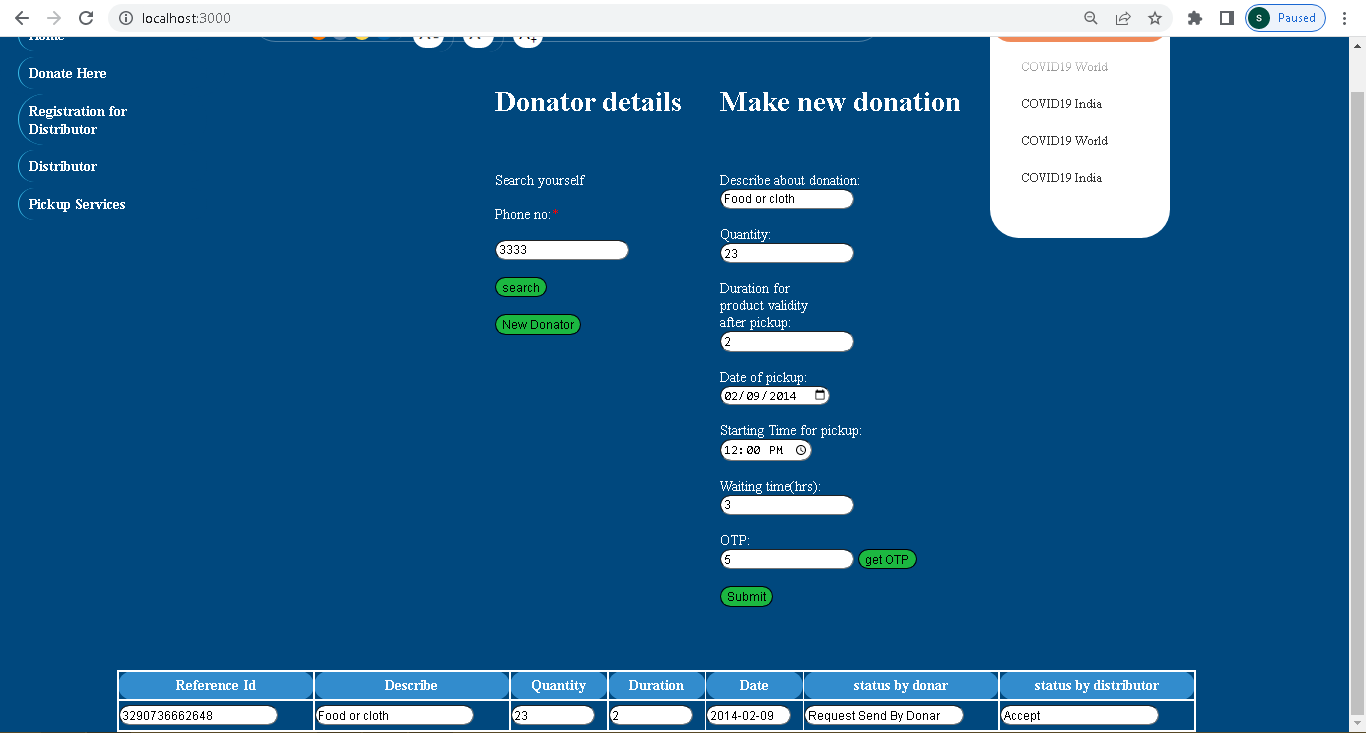 localhost:3000
S
Paused
Home
Donate Here
Registration for
Distributor
Distributor
Pickup Services
Donator details
Search yourself
Phone no:
3333
search
New Donator
Make new donation
Describe about donation:
Food or cloth
Quantity:
23
Duration for
product validity
after pickup:
2
Date of pickup:
02/09/2014
Starting Time for pickup:
12:00 PM
Waiting time(hrs):
3
OTP:
5 get OTP
Submit
COVID19 World
COVID19 India
COVID19 World
COVID19 India
Reference Id Describe Quantity Duration Date status by donar status by distributor
3290736662648 Food or cloth 23 2 2014-02-09 Request Send By Donar Accept